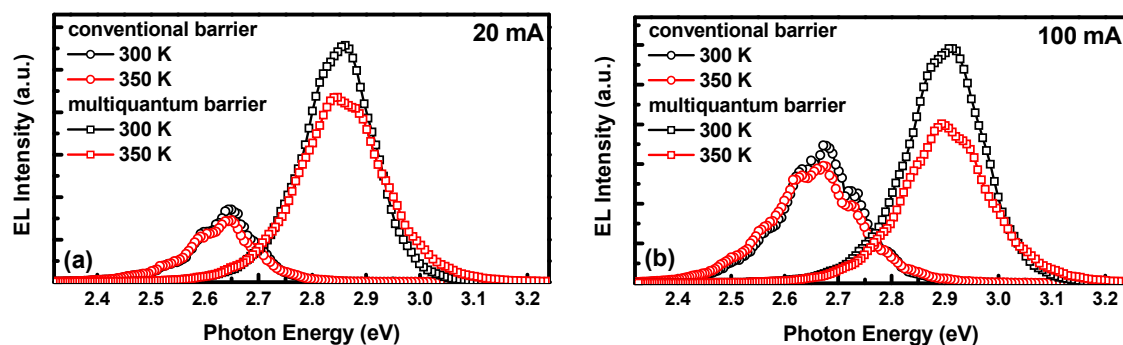 EL Intensity (a.u.)
conventional barrier
300 K
350 K
multiquantum barrier
300 K
350 K
20 mA
(a)
2.4 2.5 2.6 2.7 2.8 2.9 3.0 3.1 3.2
Photon Energy (eV)
EL Intensity (a.u.)
conventional barrier
300 K
350 K
multiquantum barrier
300 K
350 K
100 mA
(b)
2.4 2.5 2.6 2.7 2.8 2.9 3.0 3.1 3.2
Photon Energy (eV)